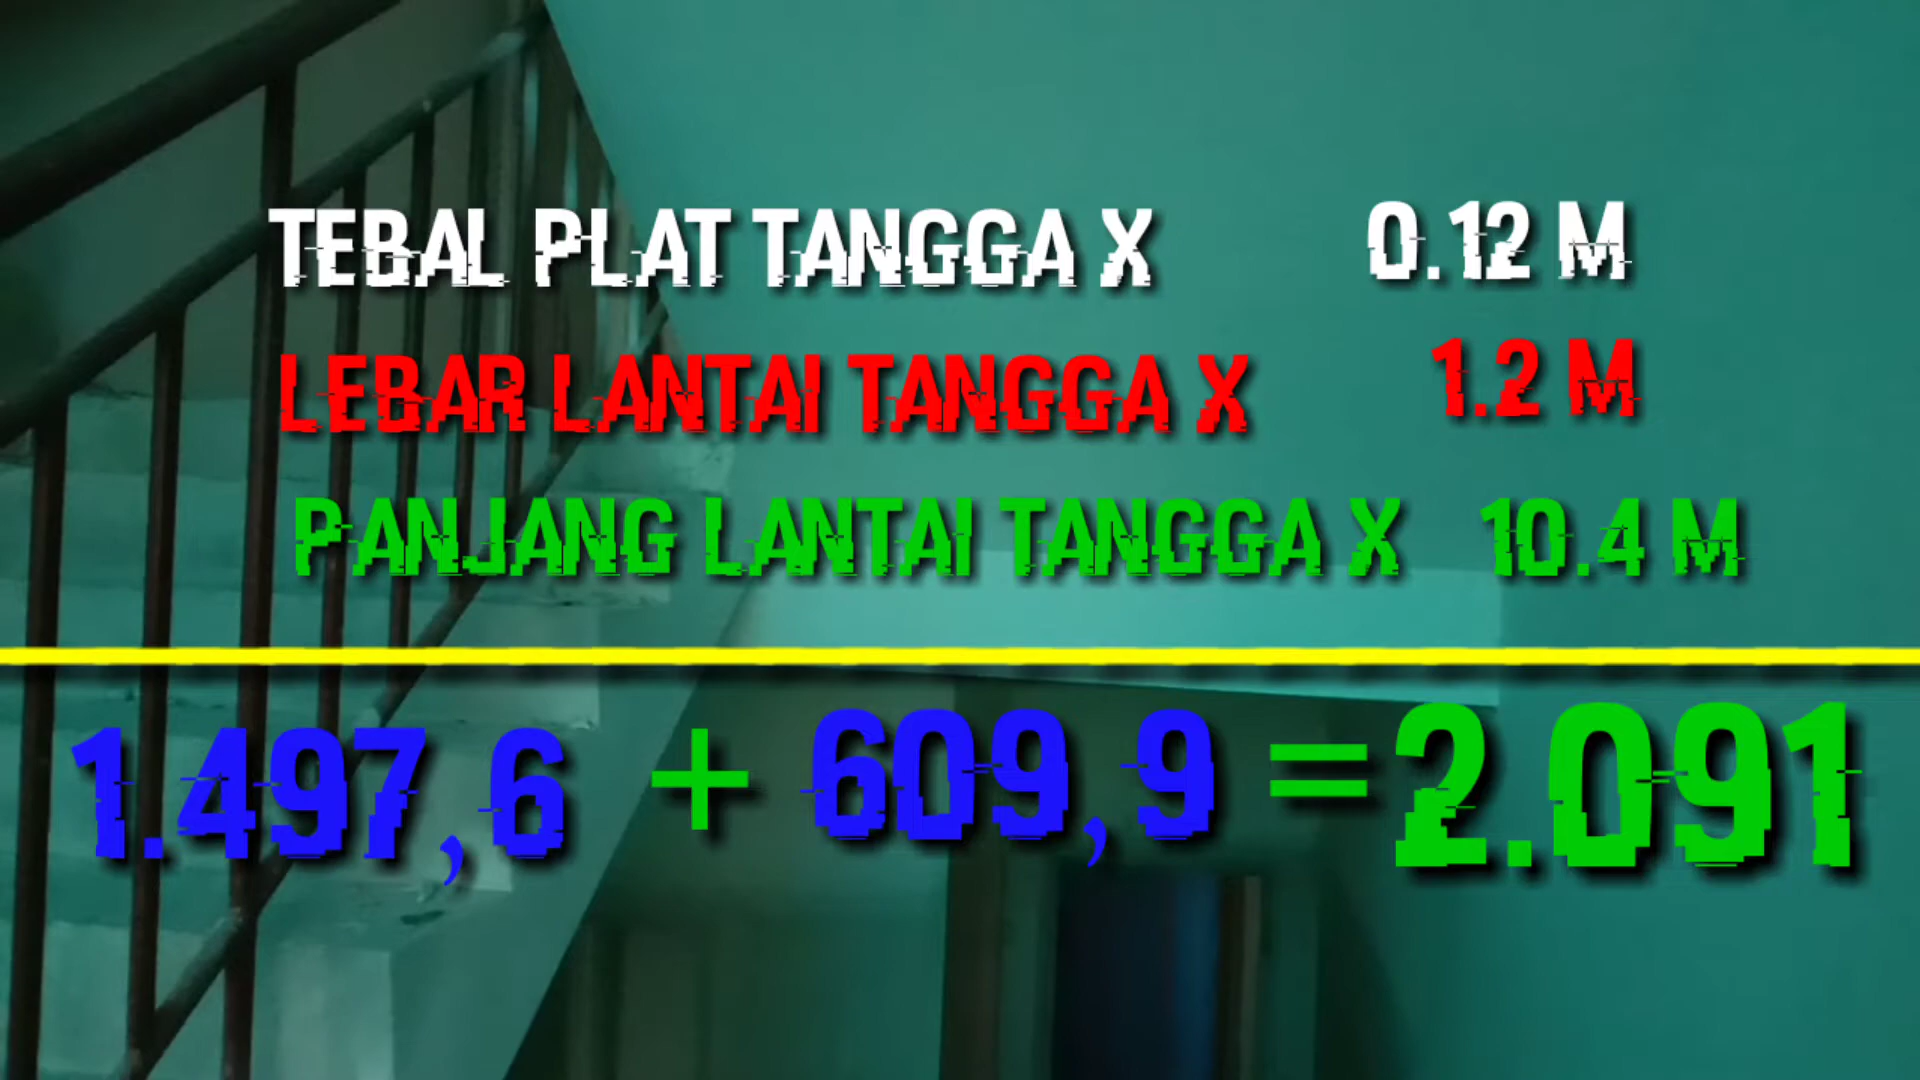 TEBAL PLAT TANGGA X 0.12 M
LEBAR LANTAI TANGGA X 1.2 M
PANJANG LANTAI TANGGA X 10.4 M
1.497,6 + 609,9 = 2.091